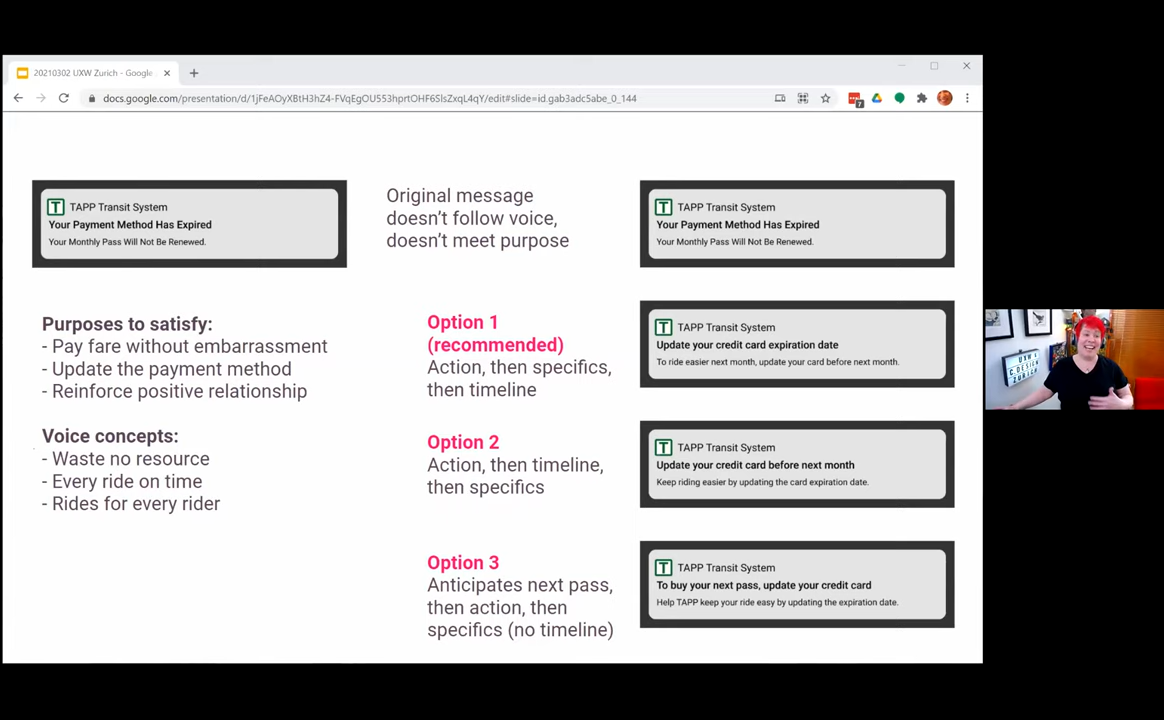 20210302 UXW Zurich - Google
docs.google.com/presentation/d/1jFeAOyXBtH3hZ4-FVqEgOU553hprtOHF6SlsZxqL4qY/edit#slide=id.gab3adc5abe_0_144
7
T TAPP Transit System
Your Payment Method Has Expired
Your Monthly Pass Will Not Be Renewed.
Original message
doesn't follow voice,
doesn't meet purpose
T TAPP Transit System
Your Payment Method Has Expired
Your Monthly Pass Will Not Be Renewed.
Purposes to satisfy:
- Pay fare without embarrassment
- Update the payment method
- Reinforce positive relationship
Voice concepts:
- Waste no resource
- Every ride on time
- Rides for every rider
Option 1
(recommended)
Action, then specifics,
then timeline
T TAPP Transit System
Update your credit card expiration date
To ride easier next month, update your card before next month.
Option 2
Action, then timeline,
then specifics
T TAPP Transit System
Update your credit card before next month
Keep riding easier by updating the card expiration date.
Option 3
Anticipates next pass,
then action, then
specifics (no timeline)
T TAPP Transit System
To buy your next pass, update your credit card
Help TAPP keep your ride easy by updating the expiration date.
UXW &
C.DESIGN
ZURICH